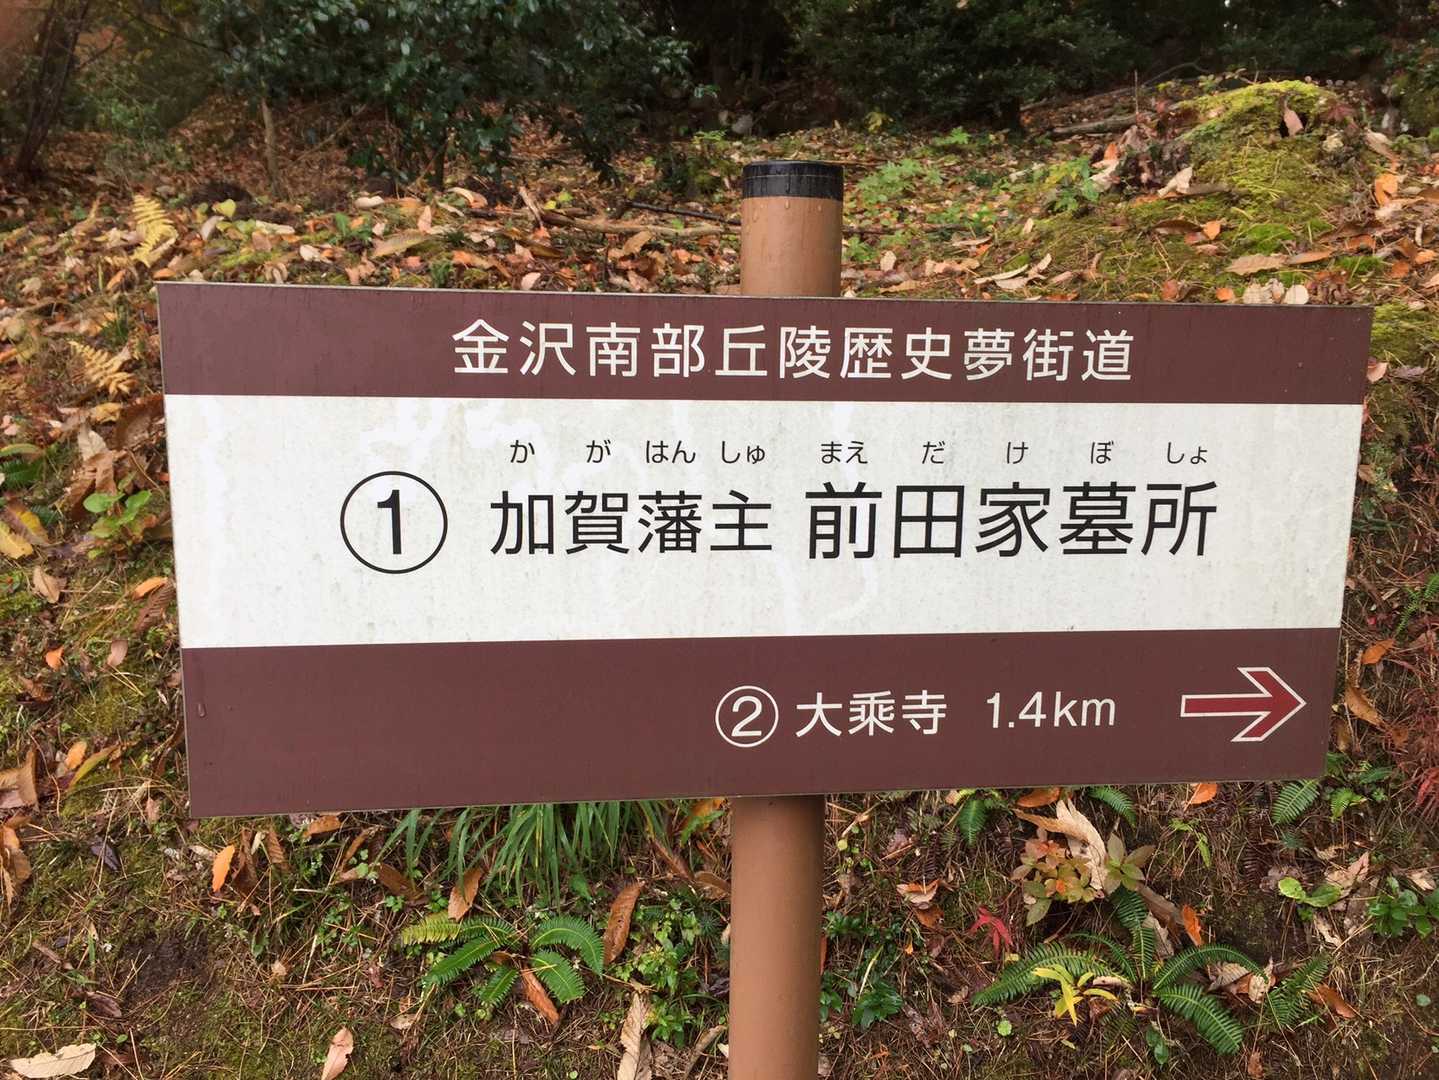 金沢南部丘陵歴史夢街道
か が はん しゅ まえ だ け ぼ しょ
① 加賀藩主 前田家墓所
② 大乗寺 1.4km →